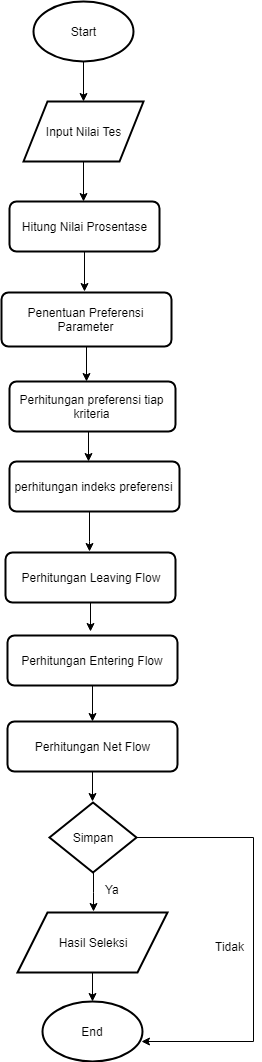 Start
Input Nilai Tes
Hitung Nilai Prosentase
Penentuan Preferensi
Parameter
Perhitungan preferensi tiap
kriteria
perhitungan indeks preferensi
Perhitungan Leaving Flow
Perhitungan Entering Flow
Perhitungan Net Flow
Simpan
Ya
Hasil Seleksi
Tidak
End